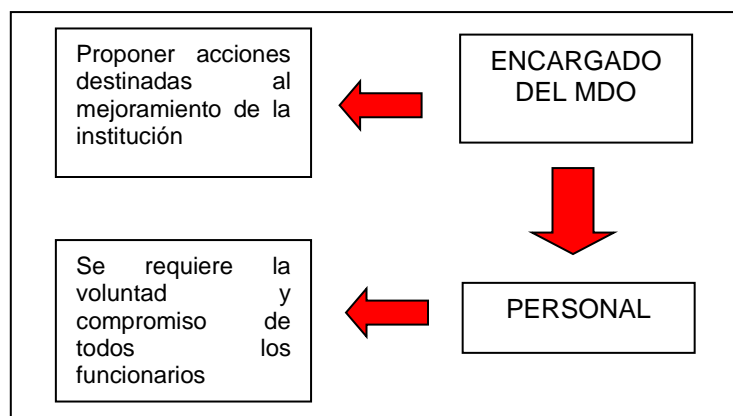 Proponer acciones
destinadas al
mejoramiento de la
institución
ENCARGADO
DEL MDO
Se requiere la
voluntad y
compromiso de
todos los
funcionarios
PERSONAL